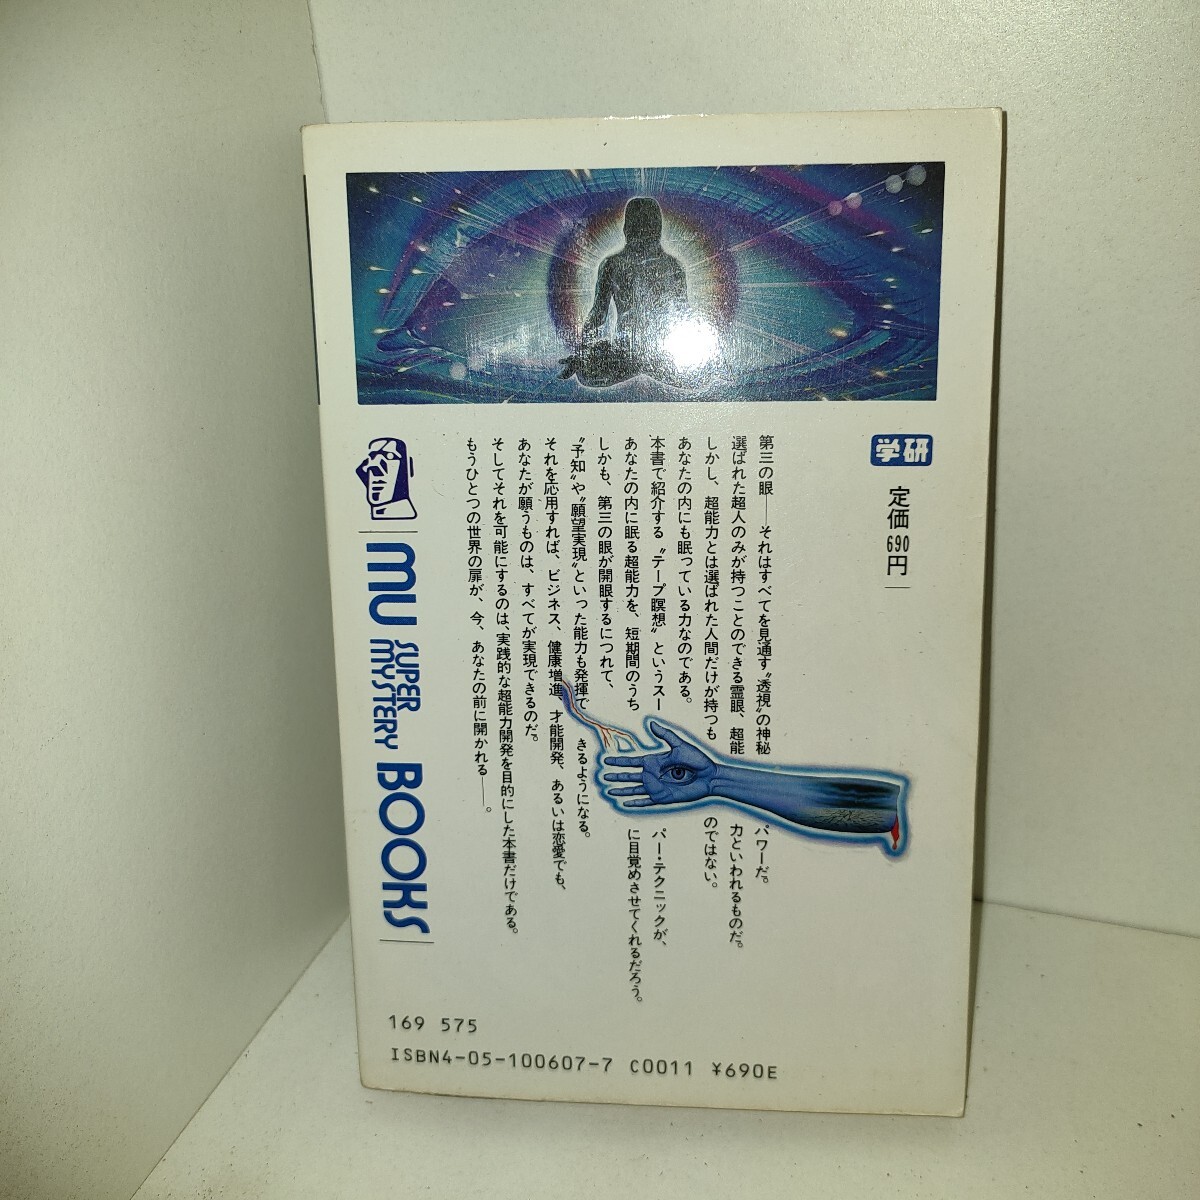 学研
定価690円
第三の眼――それはすべてを見通す〝透視〟の神秘パワーだ。
選ばれた超人のみが持つことのできる霊眼、超能力といわれるものだ。
しかし、超能力とは選ばれた人間だけが持つものではない。
あなたの内にも眠っている力なのである。
本書で紹介する〝テープ瞑想〟というスーパー・テクニックが、
あなたの内に眠る超能力を、短期間のうちに目覚めさせてくれるだろう。
しかも、第三の眼が開眼するにつれて、
〝予知〟や〝願望実現〟といった能力も発揮できるようになる。
それを応用すれば、ビジネス、健康増進、才能開発、あるいは恋愛でも、
あなたが願うものは、すべてが実現できるのだ。
そしてそれを可能にするのは、実践的な超能力開発を目的にした本書だけである。
もうひとつの世界の扉が、今、あなたの前に開かれる――。
MU SUPER MYSTERY BOOKS
169 575
ISBN4-05-100607-7 C0011 ¥690E